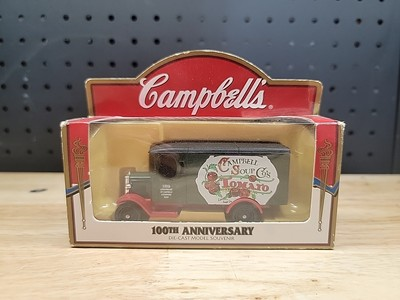 Campbell's
CAMPBELL
SOUP CO'S
TOMATO
100TH ANNIVERSARY
DIE-CAST MODEL SOUVENIR